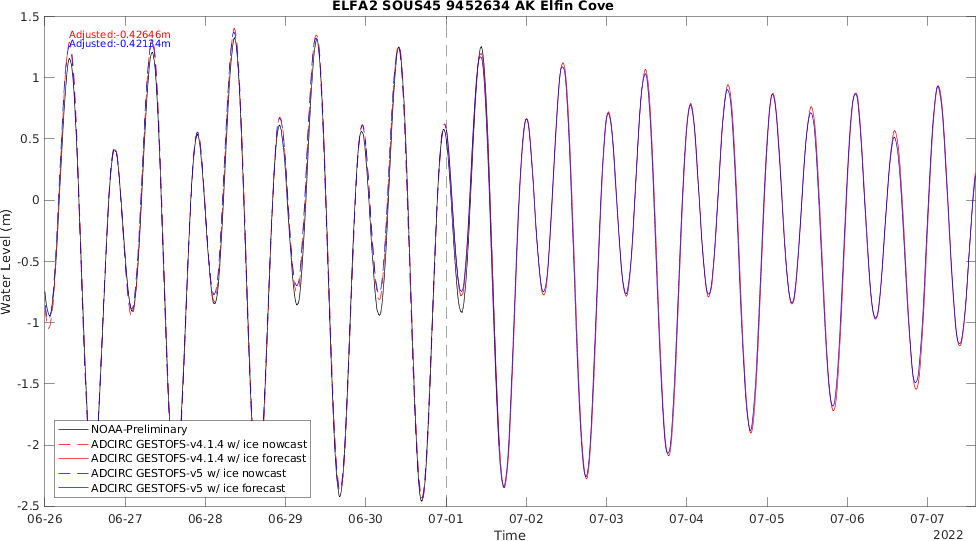 ELFA2 SOUS45 9452634 AK Elfin Cove
1.5
1
0.5
0
-0.5
-1
-1.5
-2
-2.5
Water Level (m)
Adjusted:-0.42646m
Adjusted:-0.42134m
NOAA-Preliminary
ADCIRC GESTOFS-v4.1.4 w/ ice nowcast
ADCIRC GESTOFS-v4.1.4 w/ ice forecast
ADCIRC GESTOFS-v5 w/ ice nowcast
ADCIRC GESTOFS-v5 w/ ice forecast
06-26 06-27 06-28 06-29 06-30 07-01 07-02 07-03 07-04 07-05 07-06 07-07
Time
2022